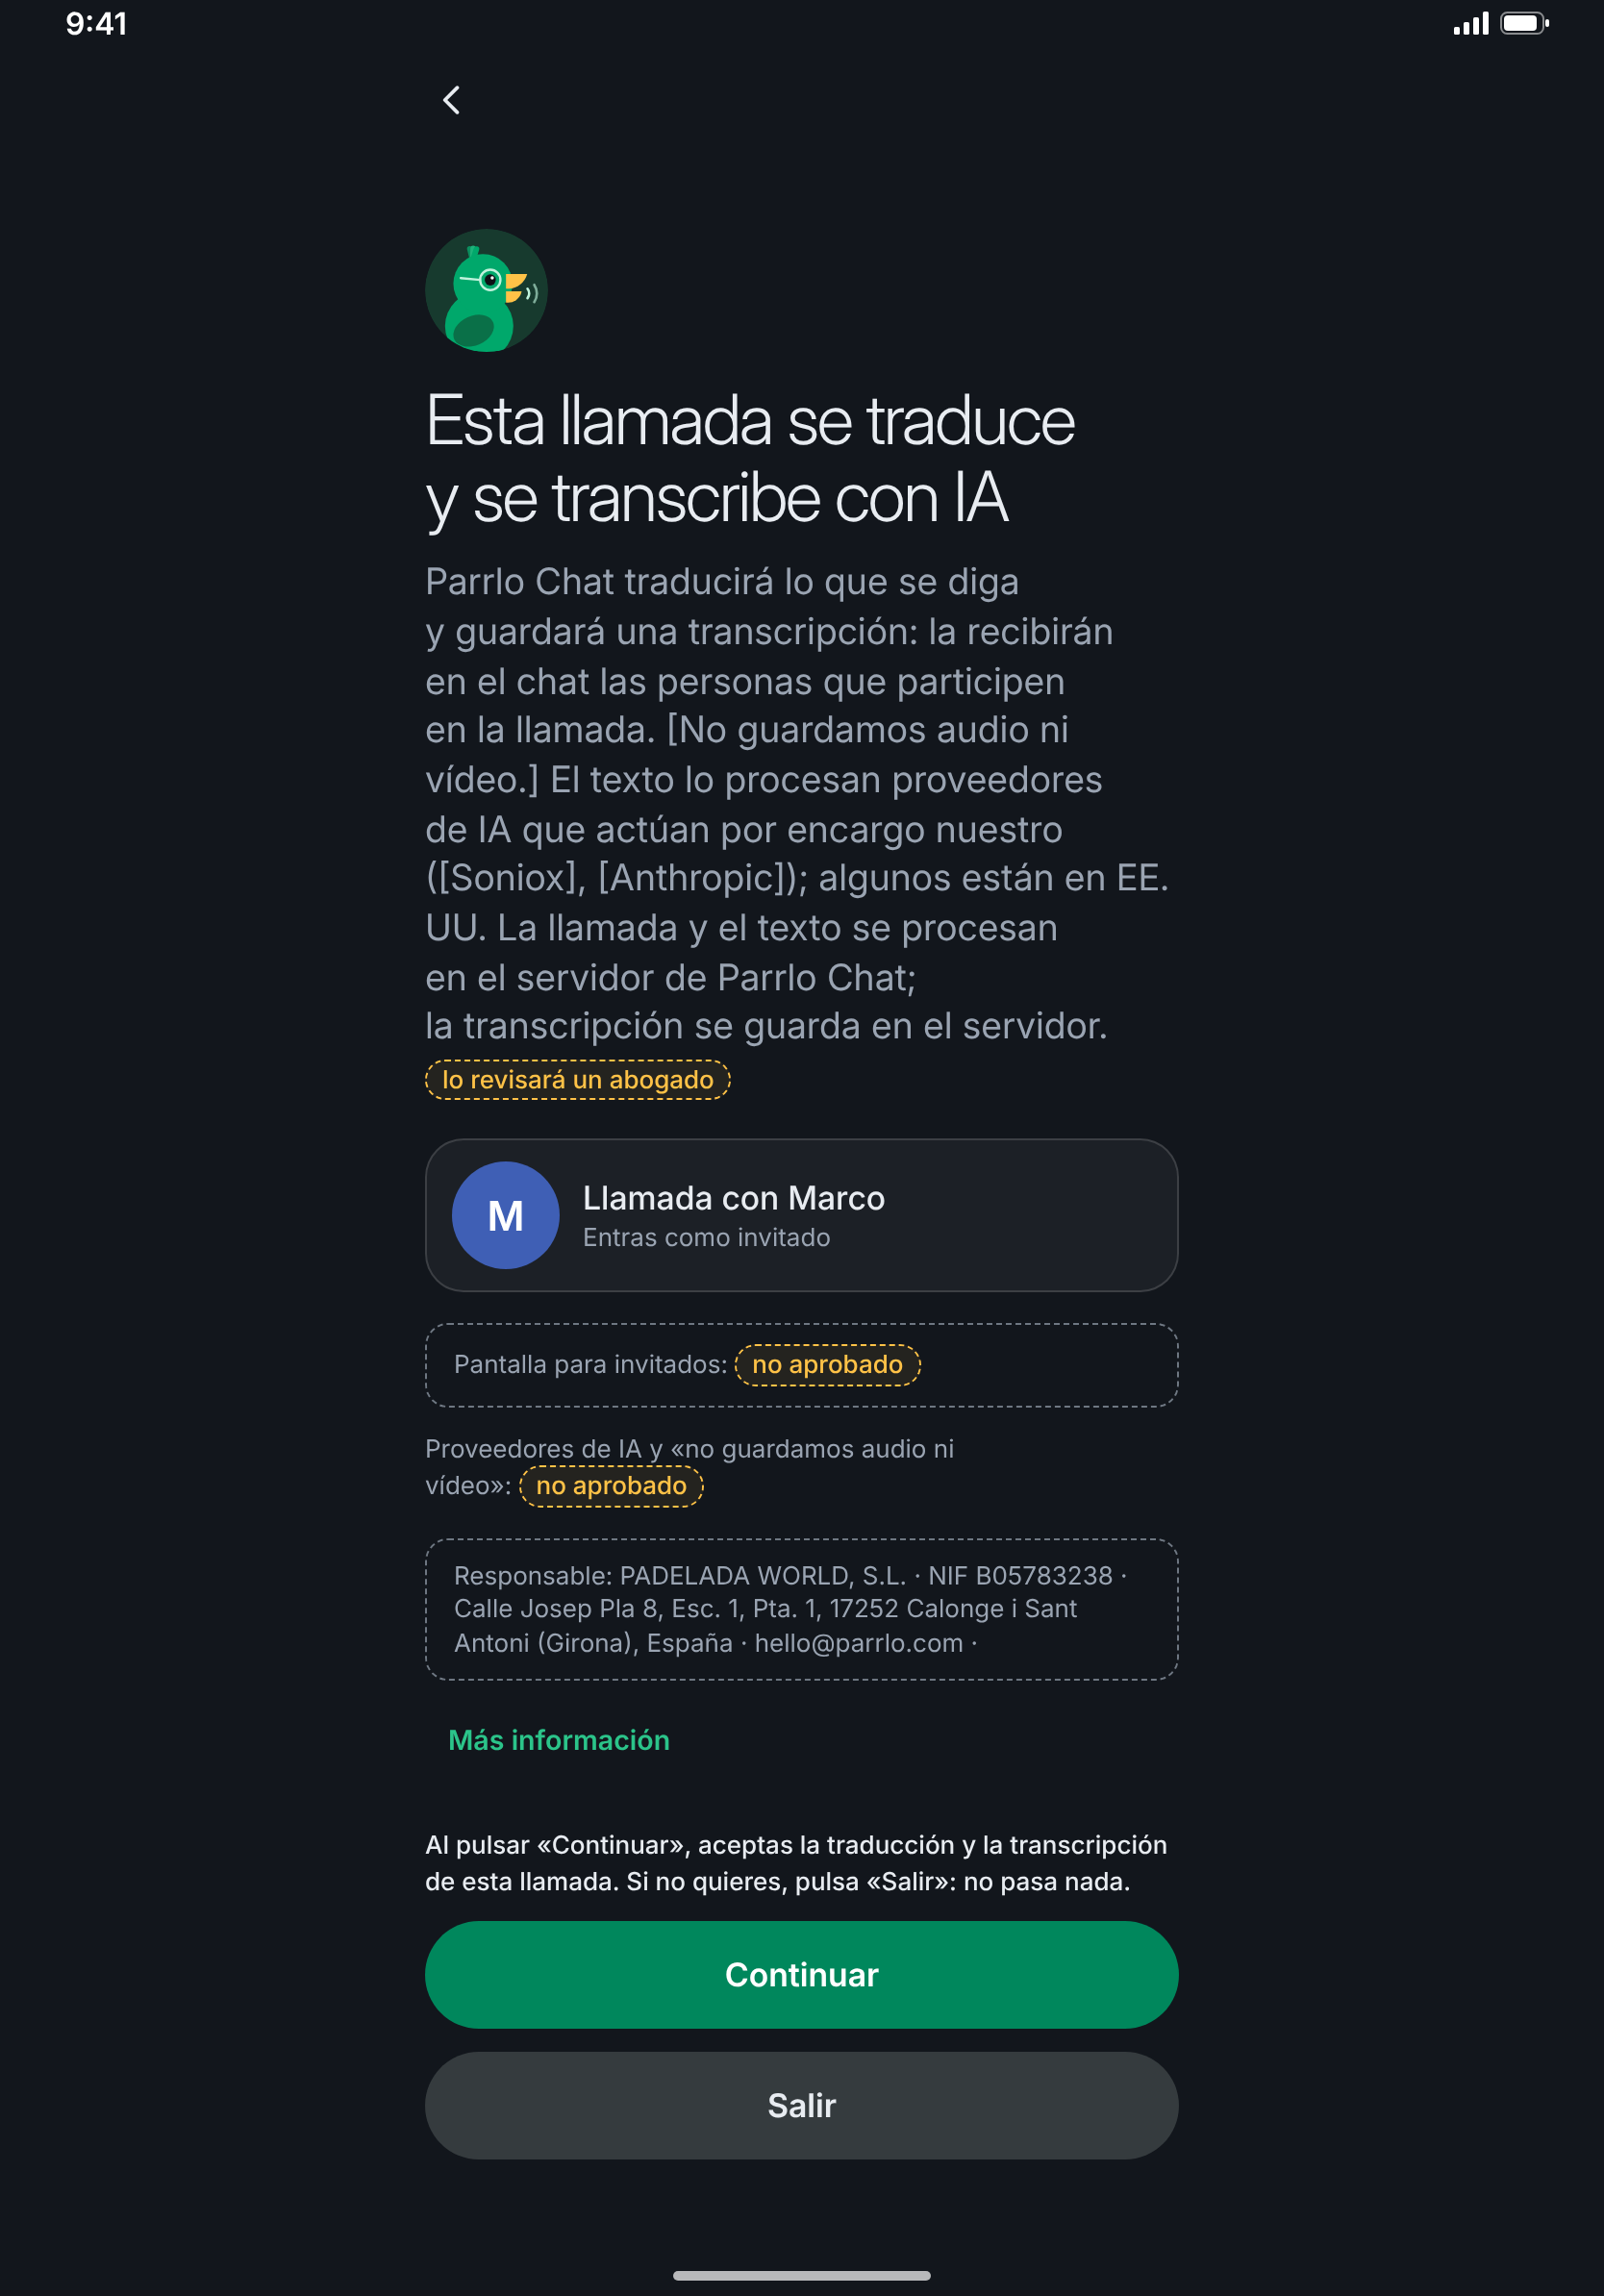 9:41
Esta llamada se traduce
y se transcribe con IA
Parrlo Chat traducirá lo que se diga
y guardará una transcripción: la recibirán
en el chat las personas que participen
en la llamada. [No guardamos audio ni
vídeo.] El texto lo procesan proveedores
de IA que actúan por encargo nuestro
([Soniox], [Anthropic]); algunos están en EE.
UU. La llamada y el texto se procesan
en el servidor de Parrlo Chat;
la transcripción se guarda en el servidor.
lo revisará un abogado
M
Llamada con Marco
Entras como invitado
Pantalla para invitados: no aprobado
Proveedores de IA y «no guardamos audio ni
vídeo»: no aprobado
Responsable: PADELADA WORLD, S.L. · NIF B05783238 ·
Calle Josep Pla 8, Esc. 1, Pta. 1, 17252 Calonge i Sant
Antoni (Girona), España · hello@parrlo.com ·
Más información
Al pulsar «Continuar», aceptas la traducción y la transcripción
de esta llamada. Si no quieres, pulsa «Salir»: no pasa nada.
Continuar
Salir